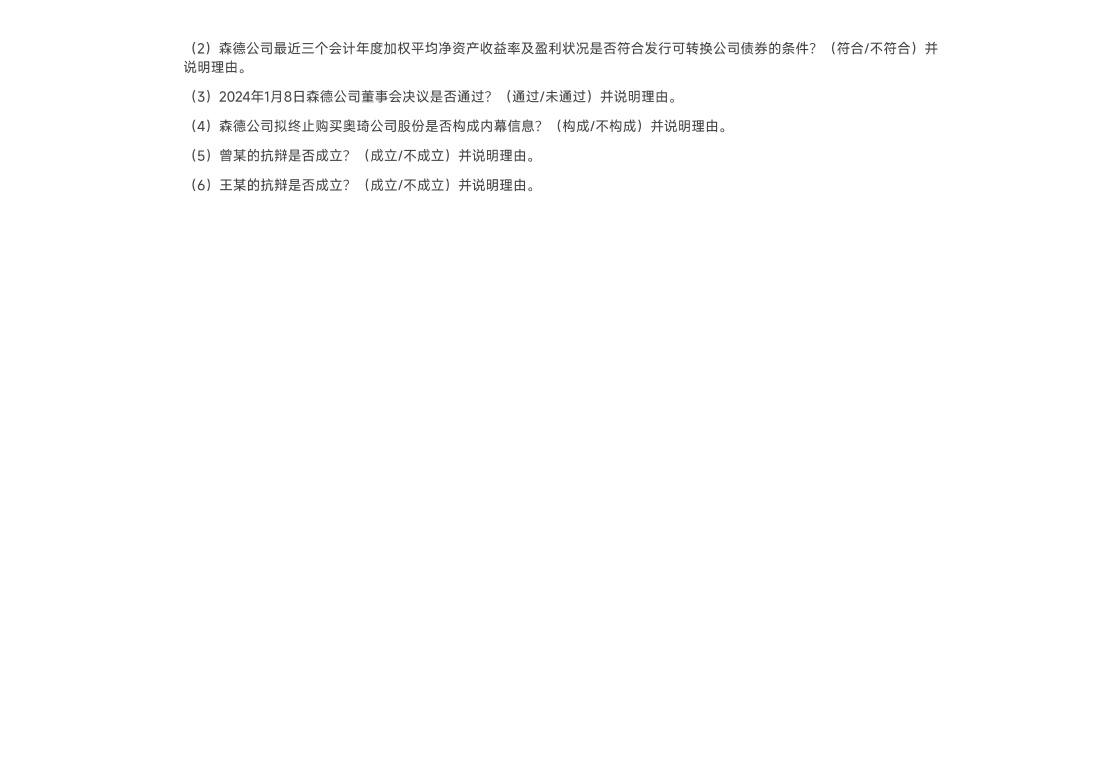 （2）森德公司最近三个会计年度加权平均净资产收益率及盈利状况是否符合发行可转换公司债券的条件？（符合/不符合）并
说明理由。
（3）2024年1月8日森德公司董事会决议是否通过？（通过/未通过）并说明理由。
（4）森德公司拟终止购买奥琦公司股份是否构成内幕信息？（构成/不构成）并说明理由。
（5）曾某的抗辩是否成立？（成立/不成立）并说明理由。
（6）王某的抗辩是否成立？（成立/不成立）并说明理由。